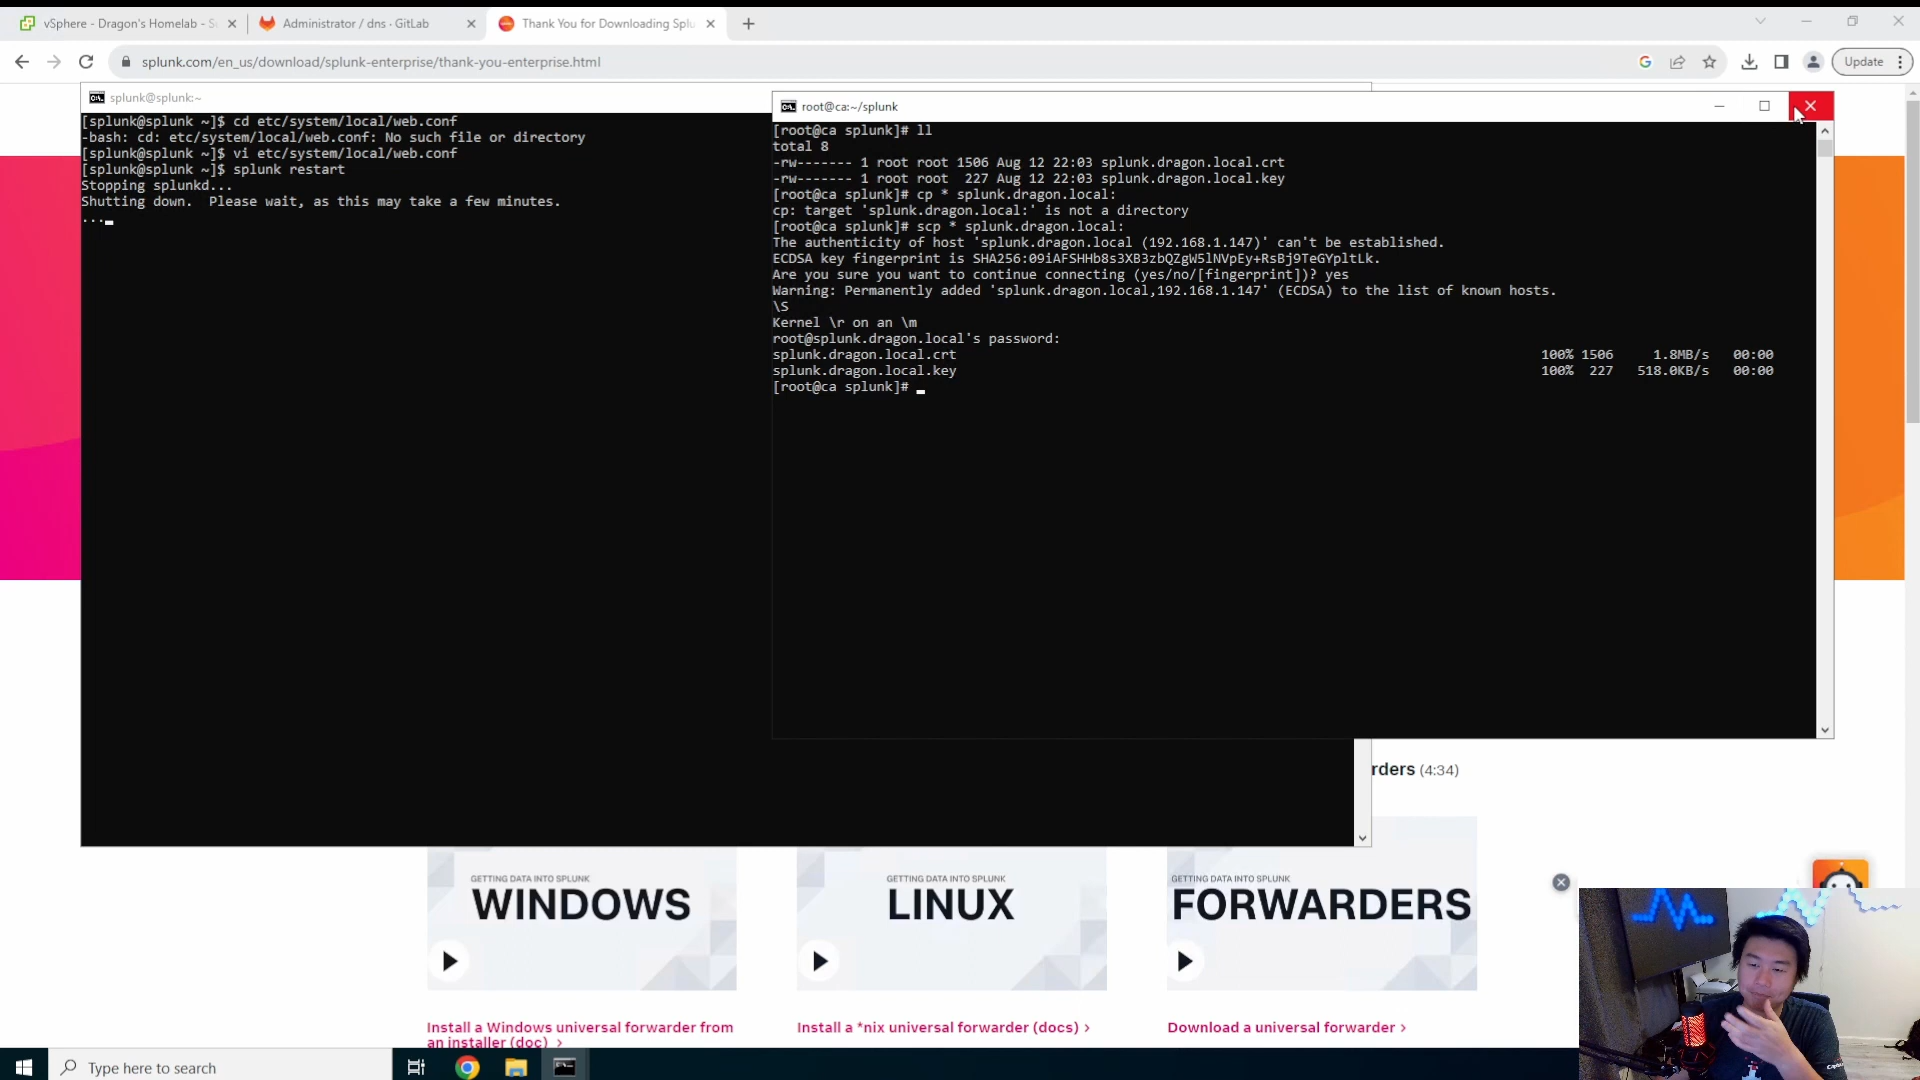 vSphere - Dragon's Homelab - S
Administrator / dns · GitLab
Thank You for Downloading Splu
splunk.com/en_us/download/splunk-enterprise/thank-you-enterprise.html
Update
splunk@splunk:~
[splunk@splunk ~]$ cd etc/system/local/web.conf
-bash: cd: etc/system/local/web.conf: No such file or directory
[splunk@splunk ~]$ vi etc/system/local/web.conf
[splunk@splunk ~]$ splunk restart
Stopping splunkd...
Shutting down.  Please wait, as this may take a few minutes.
...
root@ca:~/splunk
[root@ca splunk]# ll
total 8
-rw------- 1 root root 1506 Aug 12 22:03 splunk.dragon.local.crt
-rw------- 1 root root  227 Aug 12 22:03 splunk.dragon.local.key
[root@ca splunk]# cp * splunk.dragon.local:
cp: target 'splunk.dragon.local:' is not a directory
[root@ca splunk]# scp * splunk.dragon.local:
The authenticity of host 'splunk.dragon.local (192.168.1.147)' can't be established.
ECDSA key fingerprint is SHA256:09iAFSHHb8s3XB3zbQZgW5lNVpEy+RsBj9TeGYpltLk.
Are you sure you want to continue connecting (yes/no/[fingerprint])? yes
Warning: Permanently added 'splunk.dragon.local,192.168.1.147' (ECDSA) to the list of known hosts.
\S
Kernel \r on an \m
root@splunk.dragon.local's password:
splunk.dragon.local.crt 100% 1506 1.8MB/s 00:00
splunk.dragon.local.key 100% 227 518.0KB/s 00:00
[root@ca splunk]#
rders (4:34)
GETTING DATA INTO SPLUNK
WINDOWS
GETTING DATA INTO SPLUNK
LINUX
GETTING DATA INTO SPLUNK
FORWARDERS
Install a Windows universal forwarder from
an installer (doc) >
Install a *nix universal forwarder (docs) >
Download a universal forwarder >
Type here to search